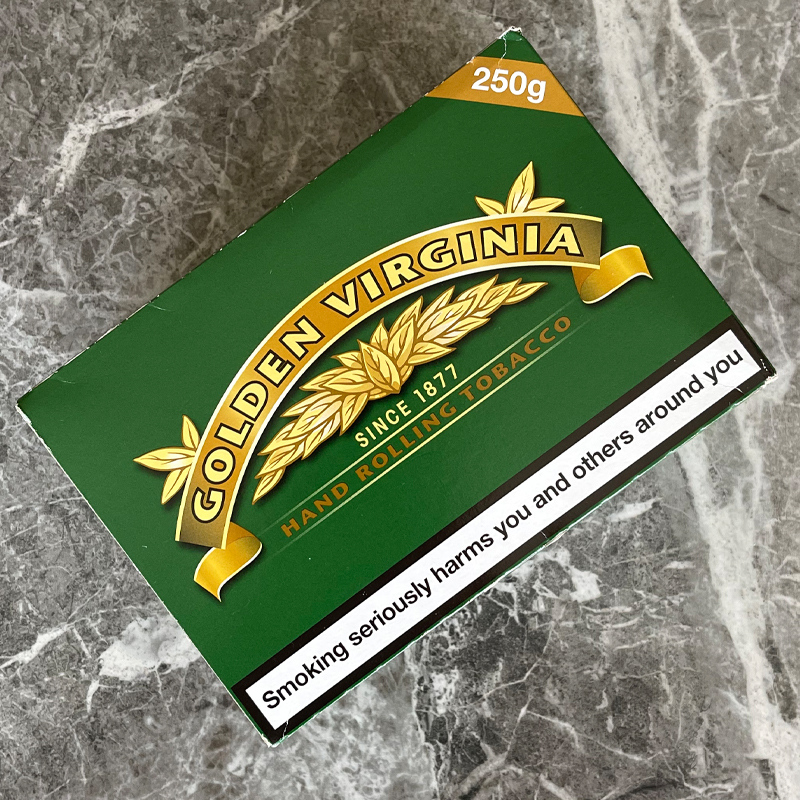 250g
GOLDEN VIRGINIA
SINCE 1877
HAND ROLLING TOBACCO
Smoking seriously harms you and others around you